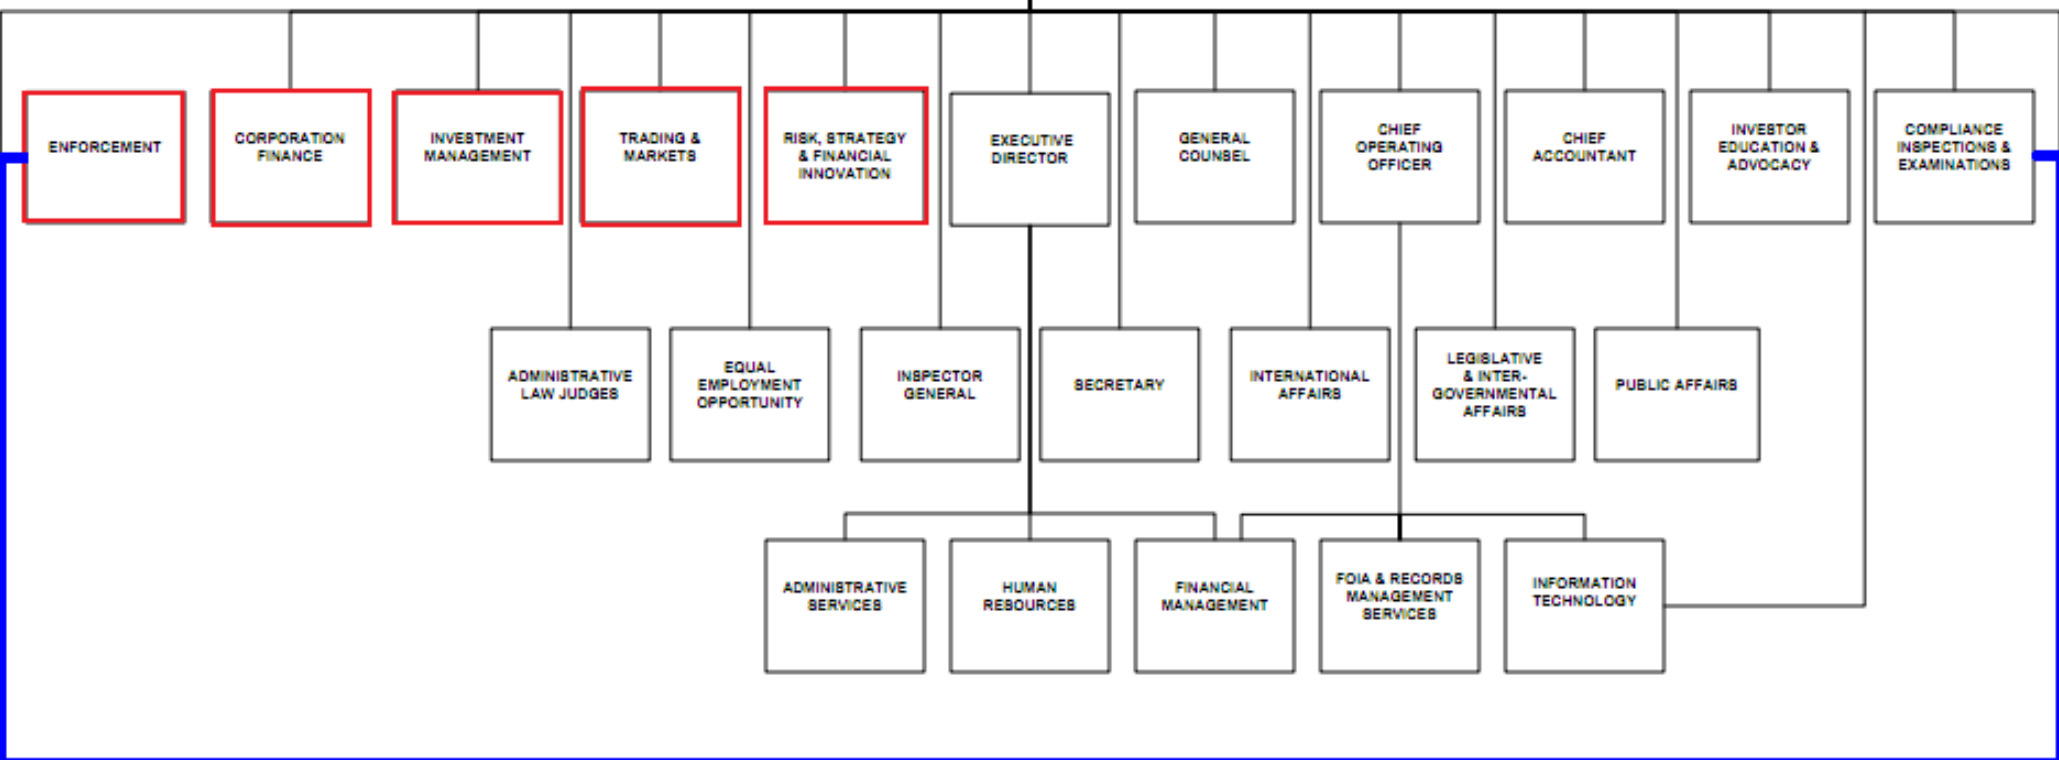 ENFORCEMENT
CORPORATION
FINANCE
INVESTMENT
MANAGEMENT
TRADING &
MARKETS
RISK, STRATEGY
& FINANCIAL
INNOVATION
EXECUTIVE
DIRECTOR
GENERAL
COUNSEL
CHIEF
OPERATING
OFFICER
CHIEF
ACCOUNTANT
INVESTOR
EDUCATION &
ADVOCACY
COMPLIANCE
INSPECTIONS &
EXAMINATIONS
ADMINISTRATIVE
LAW JUDGES
EQUAL
EMPLOYMENT
OPPORTUNITY
INSPECTOR
GENERAL
SECRETARY
INTERNATIONAL
AFFAIRS
LEGISLATIVE
& INTER-
GOVERNMENTAL
AFFAIRS
PUBLIC AFFAIRS
ADMINISTRATIVE
SERVICES
HUMAN
RESOURCES
FINANCIAL
MANAGEMENT
FOIA & RECORDS
MANAGEMENT
SERVICES
INFORMATION
TECHNOLOGY